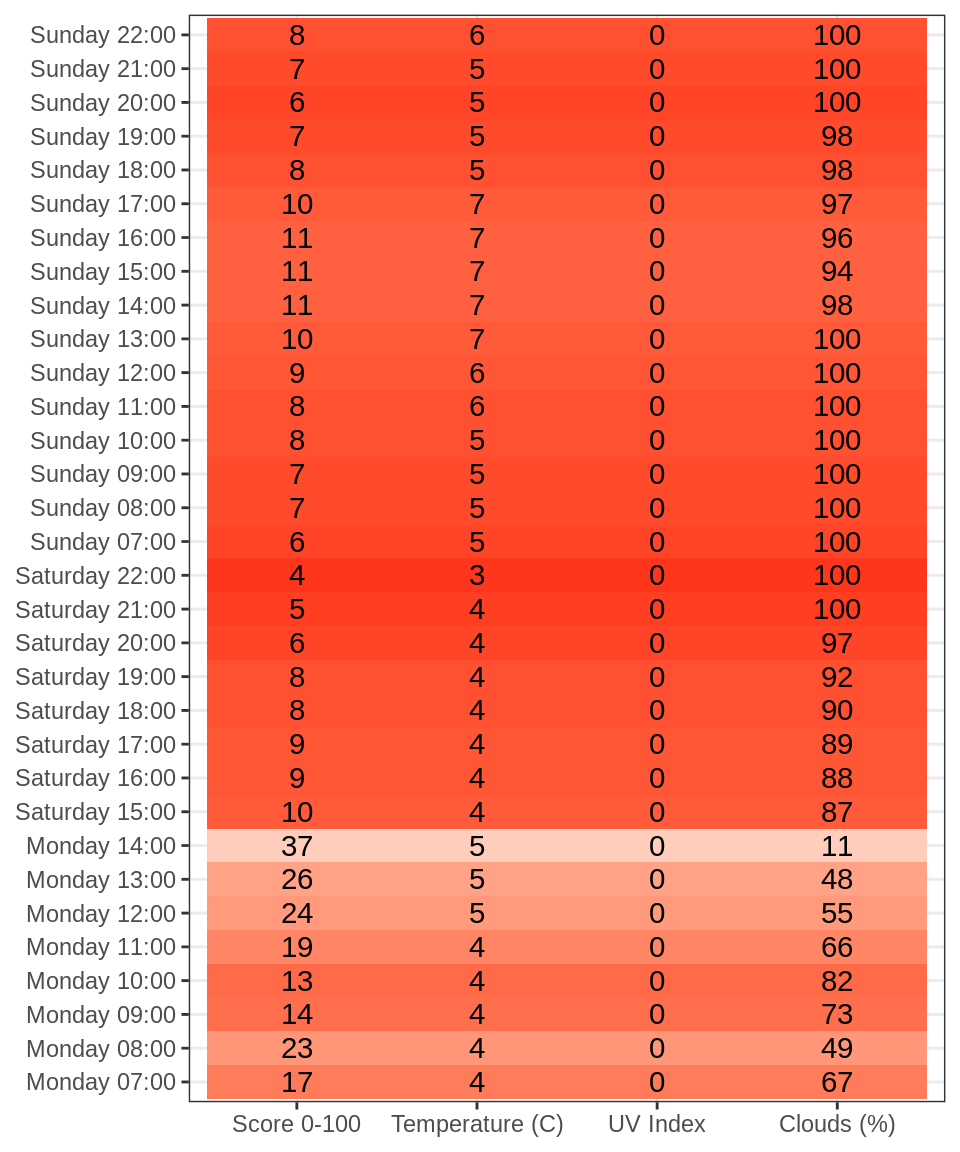 Sunday 22:00 8 6 0 100
Sunday 21:00 7 5 0 100
Sunday 20:00 6 5 0 100
Sunday 19:00 7 5 0 98
Sunday 18:00 8 5 0 98
Sunday 17:00 10 7 0 97
Sunday 16:00 11 7 0 96
Sunday 15:00 11 7 0 94
Sunday 14:00 11 7 0 98
Sunday 13:00 10 7 0 100
Sunday 12:00 9 6 0 100
Sunday 11:00 8 6 0 100
Sunday 10:00 8 5 0 100
Sunday 09:00 7 5 0 100
Sunday 08:00 7 5 0 100
Sunday 07:00 6 5 0 100
Saturday 22:00 4 3 0 100
Saturday 21:00 5 4 0 100
Saturday 20:00 6 4 0 97
Saturday 19:00 8 4 0 92
Saturday 18:00 8 4 0 90
Saturday 17:00 9 4 0 89
Saturday 16:00 9 4 0 88
Saturday 15:00 10 4 0 87
Monday 14:00 37 5 0 11
Monday 13:00 26 5 0 48
Monday 12:00 24 5 0 55
Monday 11:00 19 4 0 66
Monday 10:00 13 4 0 82
Monday 09:00 14 4 0 73
Monday 08:00 23 4 0 49
Monday 07:00 17 4 0 67
Score 0-100 Temperature (C) UV Index Clouds (%)